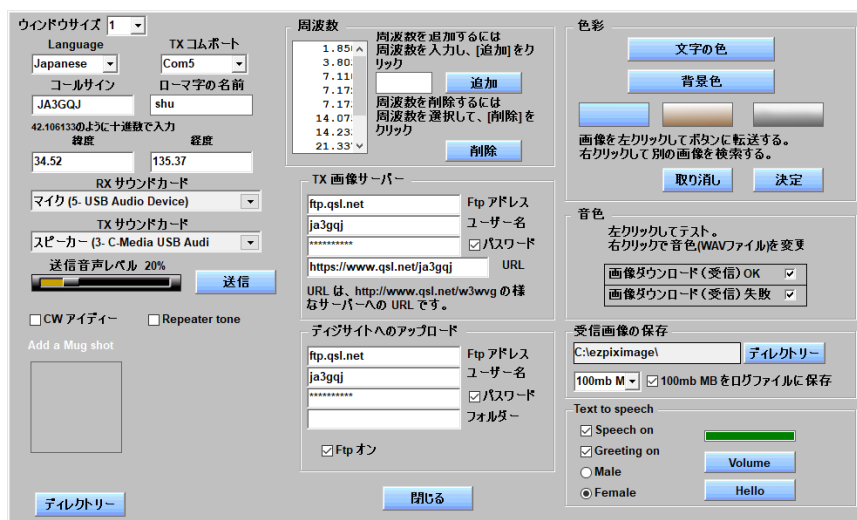 ウィンドウサイズ 1
Language TX コムポート
Japanese Com5
コールサイン ローマ字の名前
JA3GQJ shu
42.106133のように十進数で入力
緯度 経度
34.52 135.37
RX サウンドカード
マイク (5- USB Audio Device)
TX サウンドカード
スピーカー (3- C-Media USB Audi
送信音声レベル 20%
送信
CW アイディー Repeater tone
Add a Mug shot
ディレクトリー
周波数
1.85
3.80
7.11
7.17
7.17
14.07
14.23
21.33
周波数を追加するには
周波数を入力し、[追加]をク
リック
追加
周波数を削除するには
周波数を選択して、[削除]を
クリック
削除
TX 画像サーバー
ftp.qsl.net Ftp アドレス
ja3gqj ユーザー名
********** パスワード
https://www.qsl.net/ja3gqj URL
URL は、http://www.qsl.net/w3wvg の様
なサーバーへの URL です。
ディジサイトへのアップロード
ftp.qsl.net Ftp アドレス
ja3gqj ユーザー名
********** パスワード
フォルダー
Ftp オン
閉じる
色彩
文字の色
背景色
画像を左クリックしてボタンに転送する。
右クリックして別の画像を検索する。
取り消し 決定
音色
左クリックしてテスト。
右クリックで音色(WAVファイル)を変更
画像ダウンロード(受信) OK
画像ダウンロード(受信) 失敗
受信画像の保存
C:\ezpiximage\ ディレクトリー
100mb M 100mb MB をログファイルに保存
Text to speech
Speech on
Greeting on
Volume
Male
Female
Hello